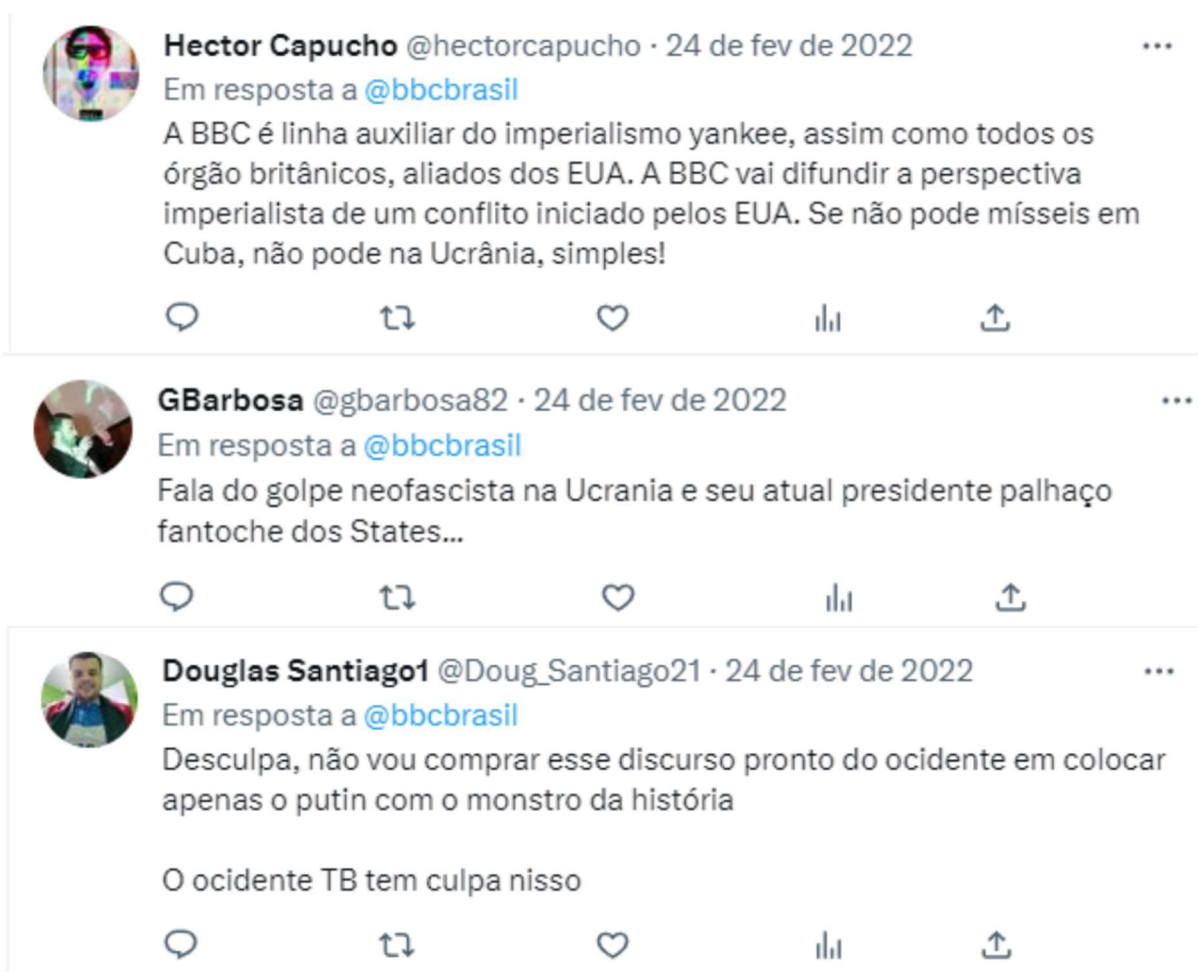 Hector Capucho @hectorcapucho · 24 de fev de 2022
Em resposta a @bbcbrasil
A BBC é linha auxiliar do imperialismo yankee, assim como todos os
órgão britânicos, aliados dos EUA. A BBC vai difundir a perspectiva
imperialista de um conflito iniciado pelos EUA. Se não pode mísseis em
Cuba, não pode na Ucrânia, simples!
GBarbosa @gbarbosa82 · 24 de fev de 2022
Em resposta a @bbcbrasil
Fala do golpe neofascista na Ucrania e seu atual presidente palhaço
fantoche dos States...
Douglas Santiago1 @Doug_Santiago21 · 24 de fev de 2022
Em resposta a @bbcbrasil
Desculpa, não vou comprar esse discurso pronto do ocidente em colocar
apenas o putin com o monstro da história
O ocidente TB tem culpa nisso